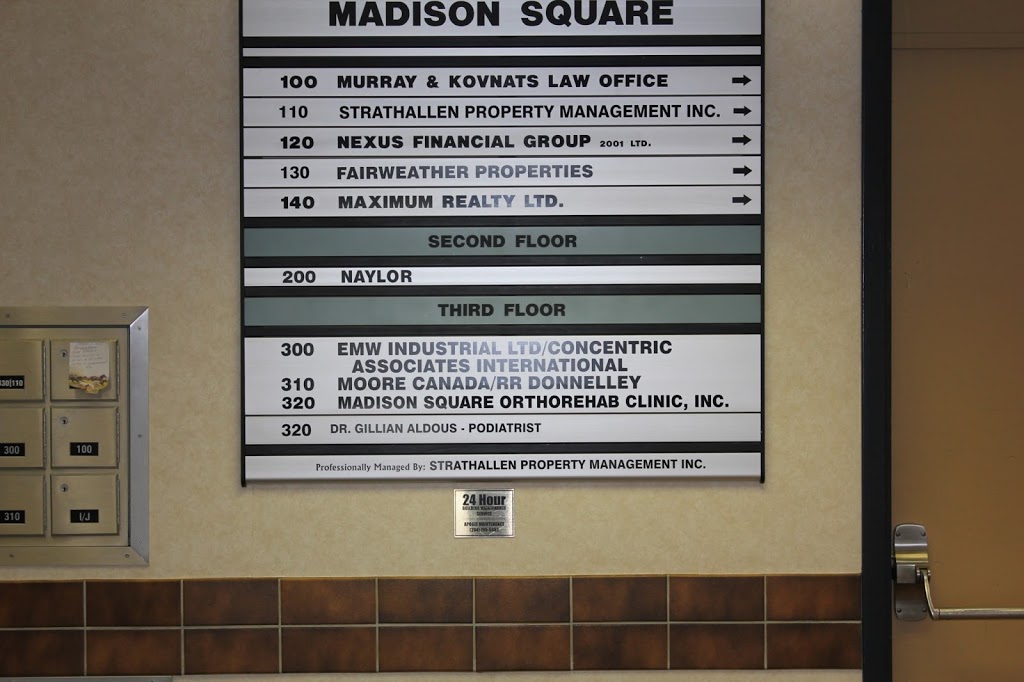 MADISON SQUARE
100 MURRAY & KOVNATS LAW OFFICE →
110 STRATHALLEN PROPERTY MANAGEMENT INC. →
120 NEXUS FINANCIAL GROUP 2001 LTD. →
130 FAIRWEATHER PROPERTIES →
140 MAXIMUM REALTY LTD. →
SECOND FLOOR
200 NAYLOR
THIRD FLOOR
300 EMW INDUSTRIAL LTD/CONCENTRIC
ASSOCIATES INTERNATIONAL
310 MOORE CANADA/RR DONNELLEY
320 MADISON SQUARE ORTHOREHAB CLINIC, INC.
320 DR. GILLIAN ALDOUS - PODIATRIST
Professionally Managed By: STRATHALLEN PROPERTY MANAGEMENT INC.
24 Hour
BUILDING MAINTENANCE
SERVICE
300
100
310
I/J